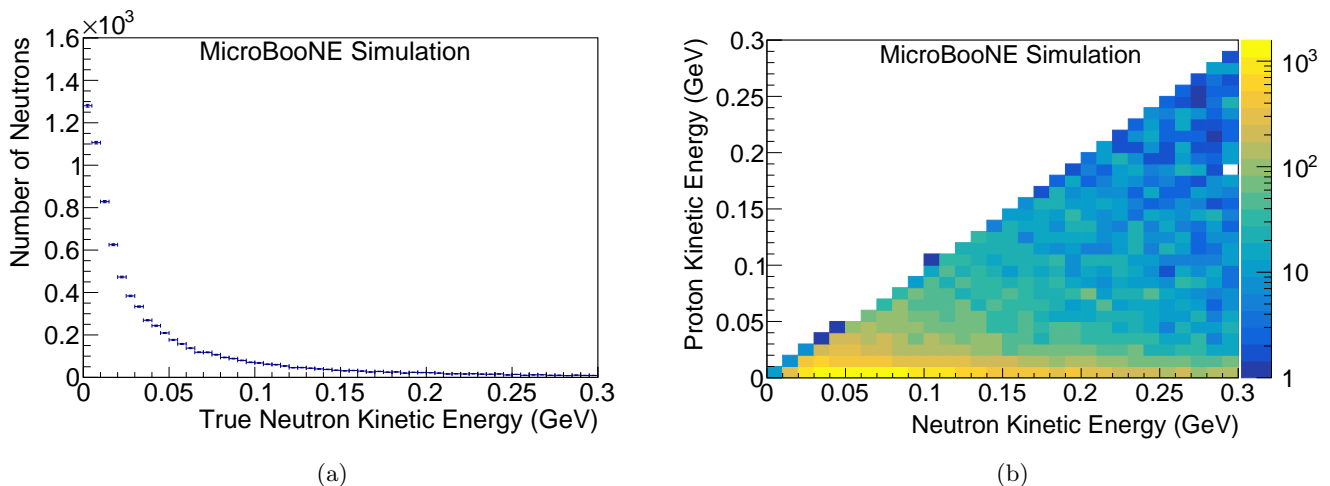 ×10³
MicroBooNE Simulation
Number of Neutrons
1.6
1.4
1.2
1
0.8
0.6
0.4
0.2
0
0 0.05 0.1 0.15 0.2 0.25 0.3
True Neutron Kinetic Energy (GeV)
(a)
MicroBooNE Simulation
Proton Kinetic Energy (GeV)
0.3
0.25
0.2
0.15
0.1
0.05
0
0 0.05 0.1 0.15 0.2 0.25 0.3
Neutron Kinetic Energy (GeV)
10³
10²
10
1
(b)